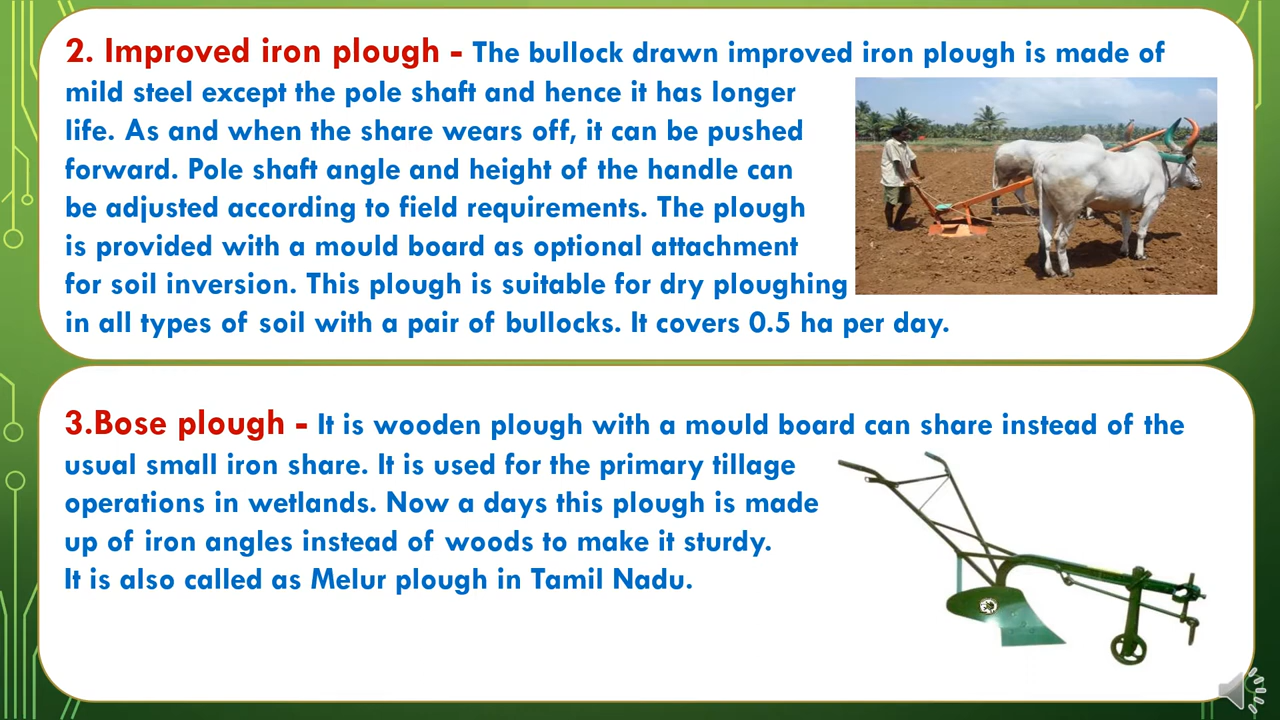 2. Improved iron plough - The bullock drawn improved iron plough is made of
mild steel except the pole shaft and hence it has longer
life. As and when the share wears off, it can be pushed
forward. Pole shaft angle and height of the handle can
be adjusted according to field requirements. The plough
is provided with a mould board as optional attachment
for soil inversion. This plough is suitable for dry ploughing
in all types of soil with a pair of bullocks. It covers 0.5 ha per day.
3.Bose plough - It is wooden plough with a mould board can share instead of the
usual small iron share. It is used for the primary tillage
operations in wetlands. Now a days this plough is made
up of iron angles instead of woods to make it sturdy.
It is also called as Melur plough in Tamil Nadu.